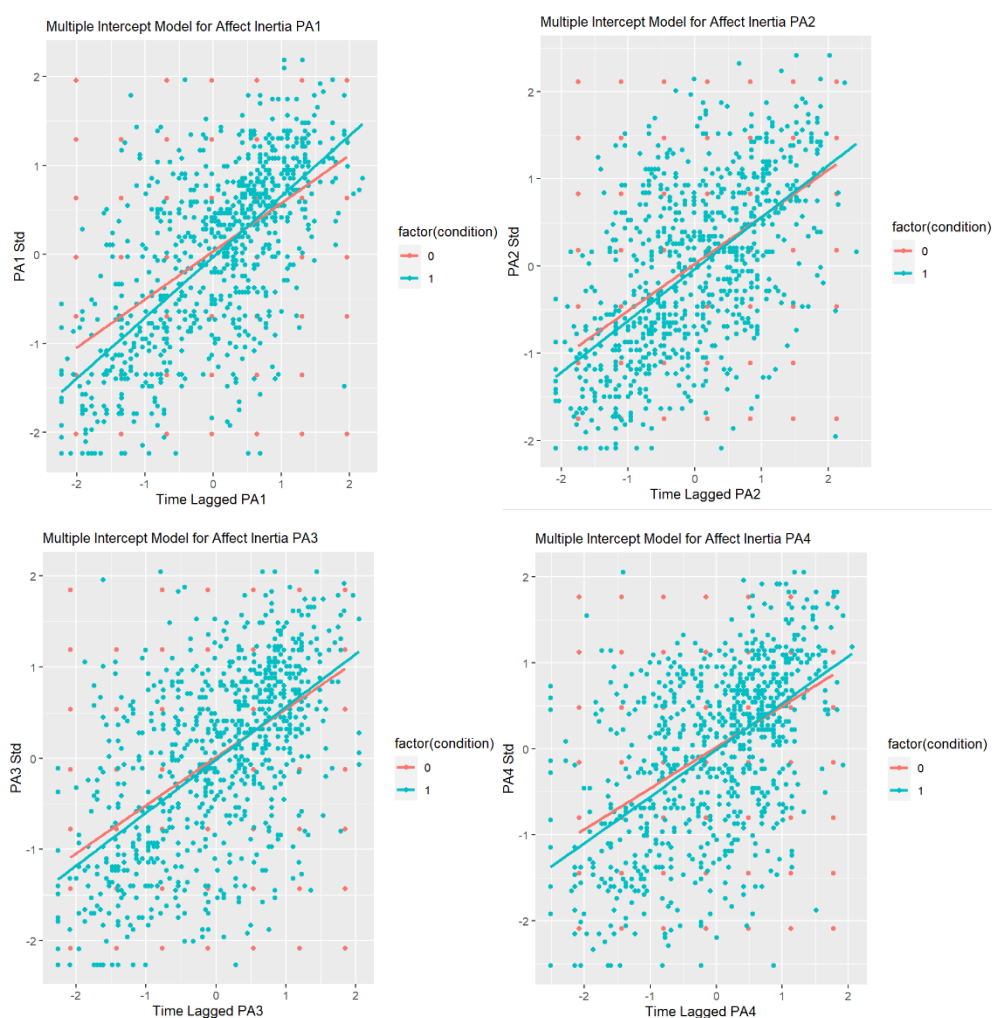 Multiple Intercept Model for Affect Inertia PA1
2
1
0
-1
-2
PA1 Std
-2 -1 0 1 2
Time Lagged PA1
factor(condition)
0
1
Multiple Intercept Model for Affect Inertia PA2
2
1
0
-1
-2
PA2 Std
-2 -1 0 1 2
Time Lagged PA2
factor(condition)
0
1
Multiple Intercept Model for Affect Inertia PA3
2
1
0
-1
-2
PA3 Std
-2 -1 0 1 2
Time Lagged PA3
factor(condition)
0
1
Multiple Intercept Model for Affect Inertia PA4
2
1
0
-1
-2
PA4 Std
-2 -1 0 1 2
Time Lagged PA4
factor(condition)
0
1